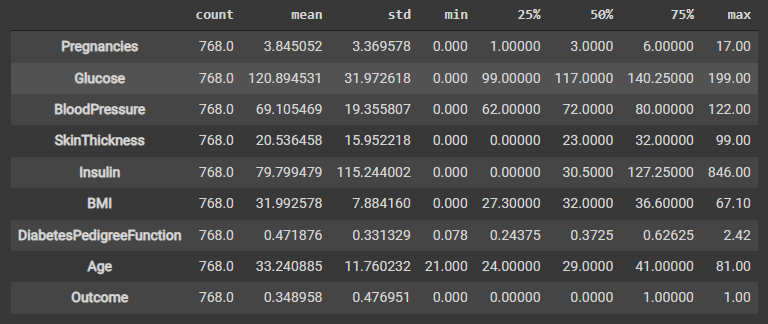 count mean std min 25% 50% 75% max
Pregnancies 768.0 3.845052 3.369578 0.000 1.00000 3.0000 6.00000 17.00
Glucose 768.0 120.894531 31.972618 0.000 99.00000 117.0000 140.25000 199.00
BloodPressure 768.0 69.105469 19.355807 0.000 62.00000 72.0000 80.00000 122.00
SkinThickness 768.0 20.536458 15.952218 0.000 0.00000 23.0000 32.00000 99.00
Insulin 768.0 79.799479 115.244002 0.000 0.00000 30.5000 127.25000 846.00
BMI 768.0 31.992578 7.884160 0.000 27.30000 32.0000 36.60000 67.10
DiabetesPedigreeFunction 768.0 0.471876 0.331329 0.078 0.24375 0.3725 0.62625 2.42
Age 768.0 33.240885 11.760232 21.000 24.00000 29.0000 41.00000 81.00
Outcome 768.0 0.348958 0.476951 0.000 0.00000 0.0000 1.00000 1.00